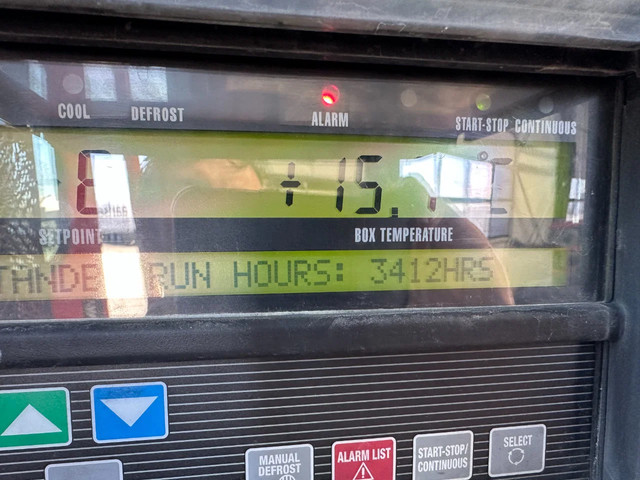 COOL DEFROST ALARM START-STOP CONTINUOUS
+15.
SETPOINT BOX TEMPERATURE
RUN HOURS: 3412HRS
MANUAL DEFROST
ALARM LIST
START-STOP/ CONTINUOUS
SELECT